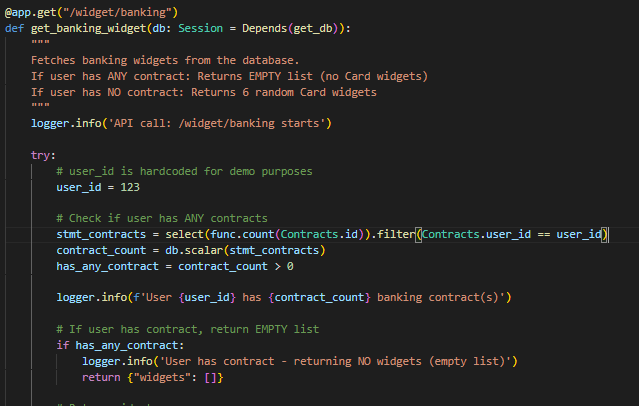 @app.get("/widget/banking")
def get_banking_widget(db: Session = Depends(get_db)):
    """
    Fetches banking widgets from the database.
    If user has ANY contract: Returns EMPTY list (no Card widgets)
    If user has NO contract: Returns 6 random Card widgets
    """
    logger.info('API call: /widget/banking starts')
    try:
        # user_id is hardcoded for demo purposes
        user_id = 123
        # Check if user has ANY contracts
        stmt_contracts = select(func.count(Contracts.id)).filter(Contracts.user_id == user_id)
        contract_count = db.scalar(stmt_contracts)
        has_any_contract = contract_count > 0
        logger.info(f'User {user_id} has {contract_count} banking contract(s)')
        # If user has contract, return EMPTY list
        if has_any_contract:
            logger.info('User has contract - returning NO widgets (empty list)')
            return {"widgets": []}